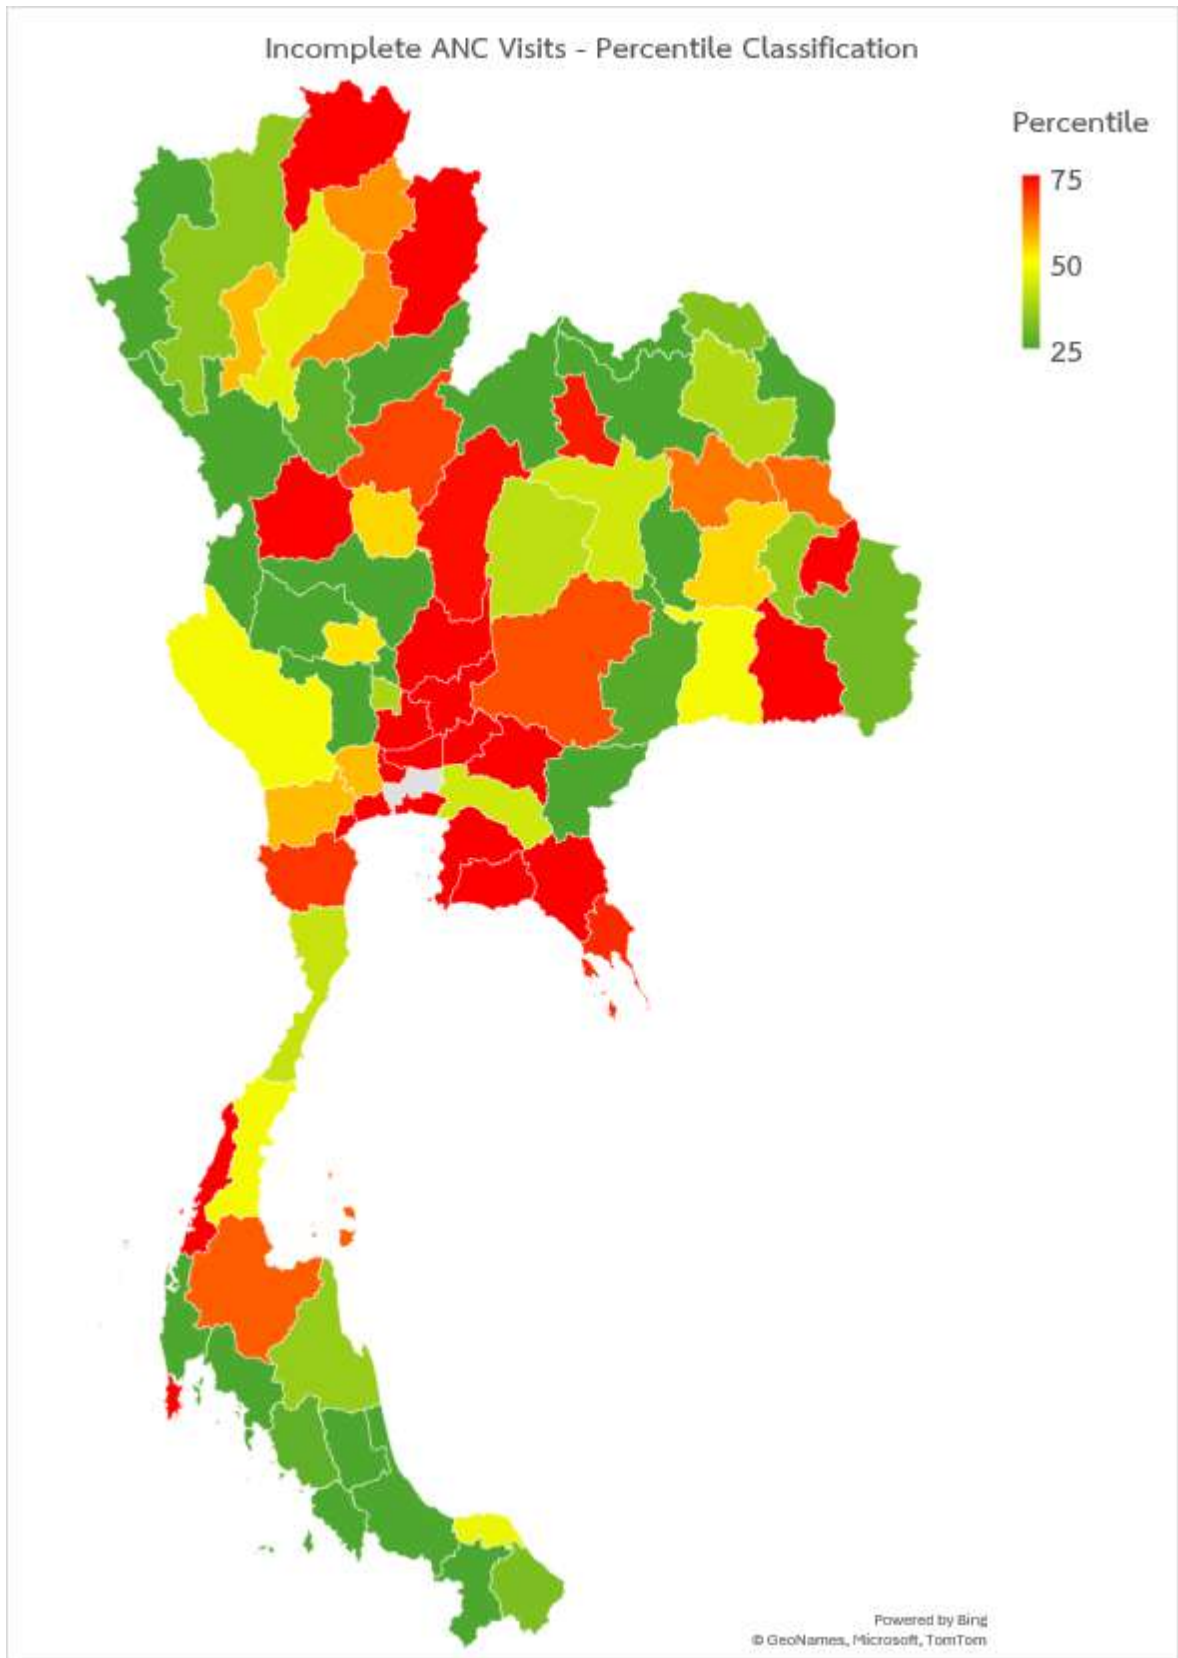 Incomplete ANC Visits - Percentile Classification
Percentile
75
50
25
Powered by Bing
© GeoNames, Microsoft, TomTom